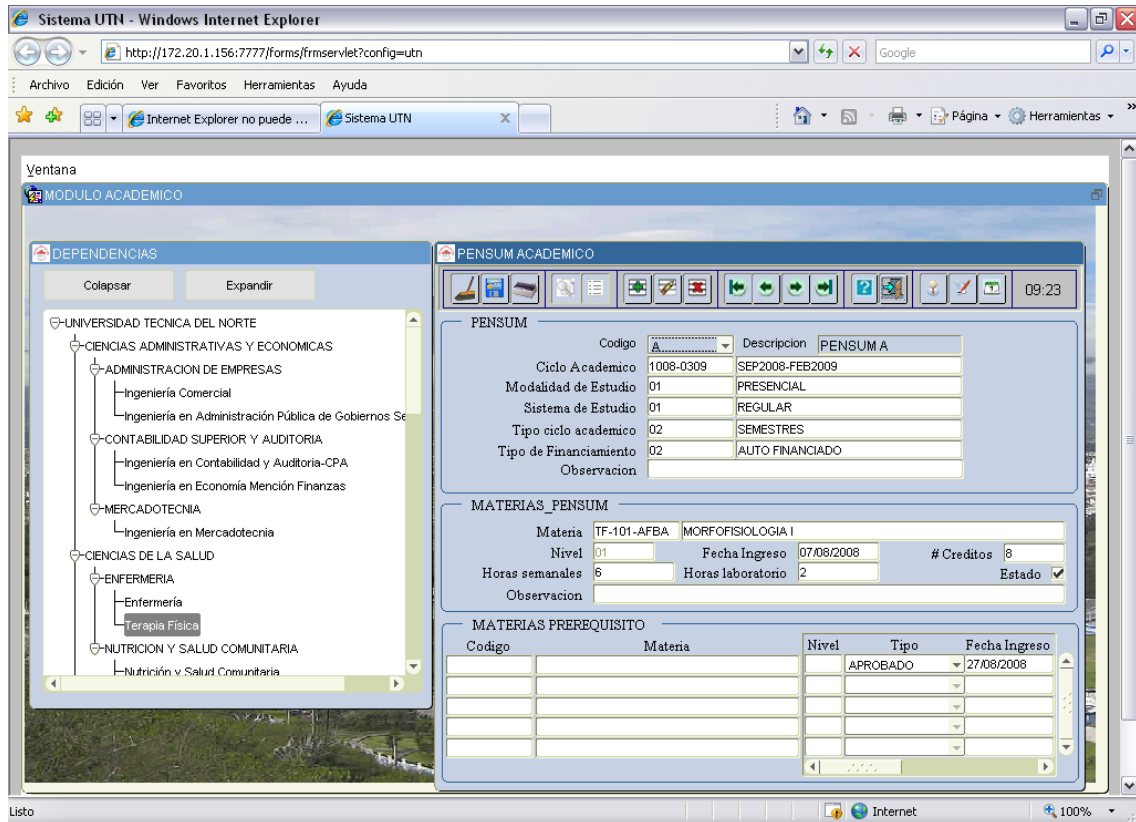 Sistema UTN - Windows Internet Explorer
http://172.20.1.156:7777/forms/frmservlet?config=utn
Google
Archivo Edición Ver Favoritos Herramientas Ayuda
Internet Explorer no puede ... Sistema UTN Página Herramientas
Ventana
MODULO ACADEMICO
DEPENDENCIAS
Colapsar Expandir
UNIVERSIDAD TECNICA DEL NORTE
CIENCIAS ADMINISTRATIVAS Y ECONOMICAS
ADMINISTRACION DE EMPRESAS
Ingeniería Comercial
Ingeniería en Administración Pública de Gobiernos Se
CONTABILIDAD SUPERIOR Y AUDITORIA
Ingeniería en Contabilidad y Auditoria-CPA
Ingeniería en Economía Mención Finanzas
MERCADOTECNIA
Ingeniería en Mercadotecnia
CIENCIAS DE LA SALUD
ENFERMERIA
Enfermería
Terapia Física
NUTRICION Y SALUD COMUNITARIA
Nutrición y Salud Comunitaria
PENSUM ACADEMICO
09:23
PENSUM
Codigo A Descripcion PENSUM A
Ciclo Academico 1008-0309 SEP2008-FEB2009
Modalidad de Estudio 01 PRESENCIAL
Sistema de Estudio 01 REGULAR
Tipo ciclo academico 02 SEMESTRES
Tipo de Financiamiento 02 AUTO FINANCIADO
Observacion
MATERIAS_PENSUM
Materia TF-101-AFBA MORFOFISIOLOGIA I
Nivel 01 Fecha Ingreso 07/08/2008 # Creditos 8
Horas semanales 6 Horas laboratorio 2 Estado
Observacion
MATERIAS PREREQUISITO
Codigo Materia Nivel Tipo Fecha Ingreso
APROBADO 27/08/2008
Listo Internet 100%